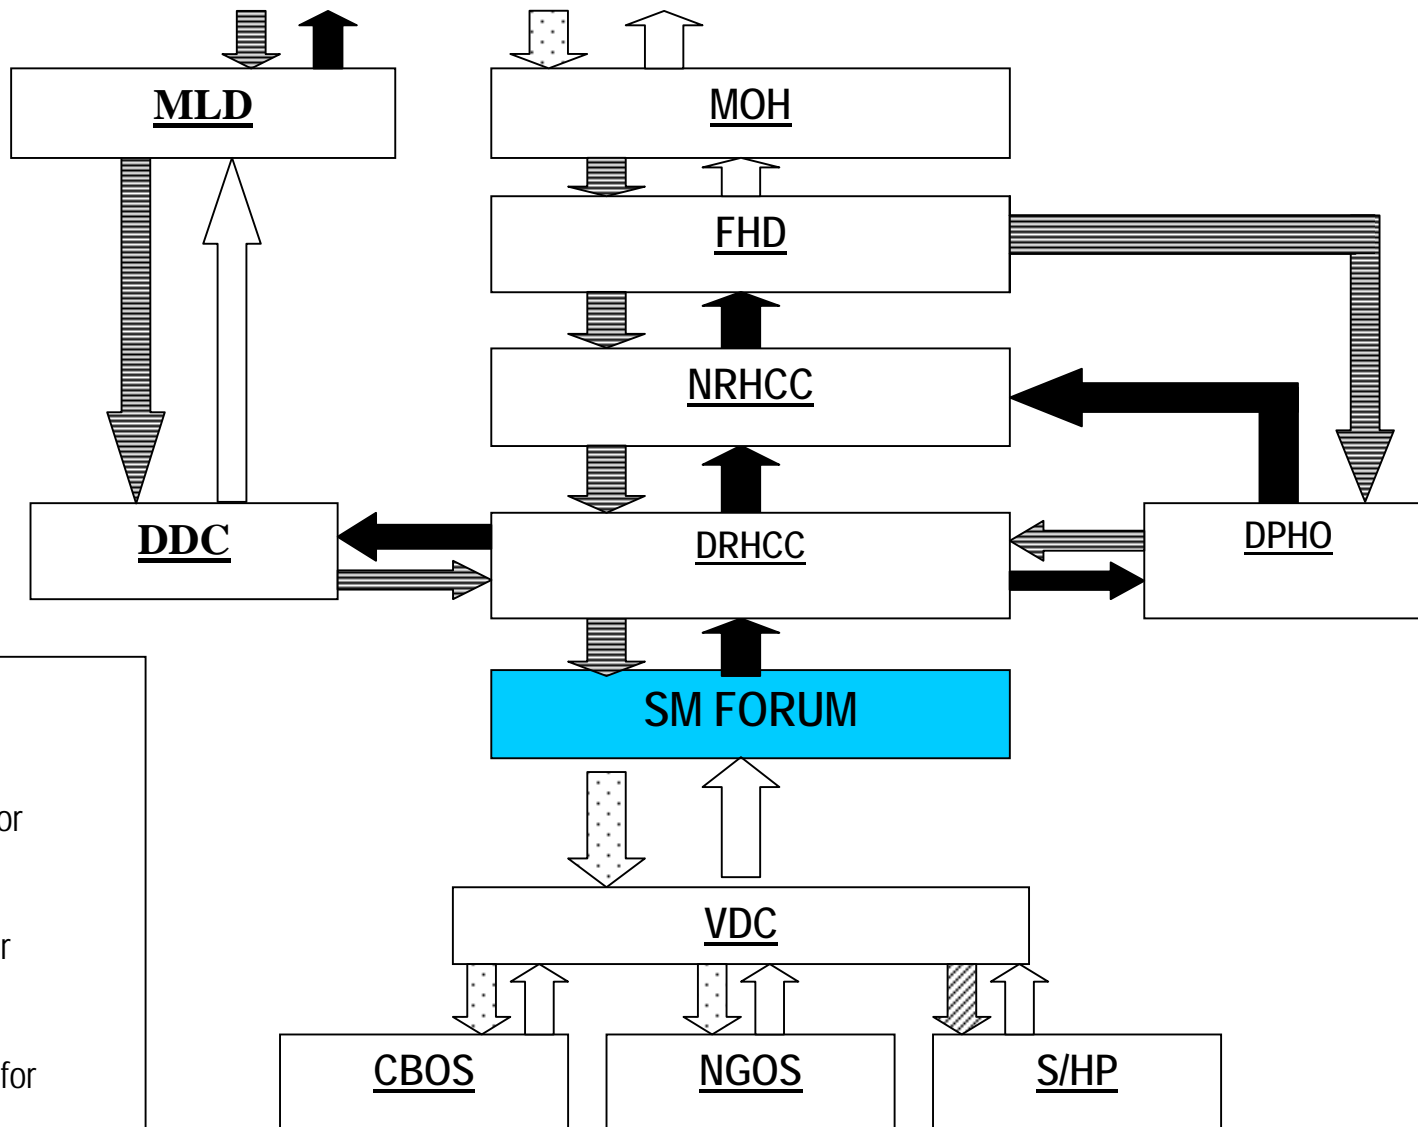 MLD
MOH
FHD
NRHCC
DDC
DRHCC
DPHO
SM FORUM
or
r
for
VDC
CBOS
NGOS
S/HP